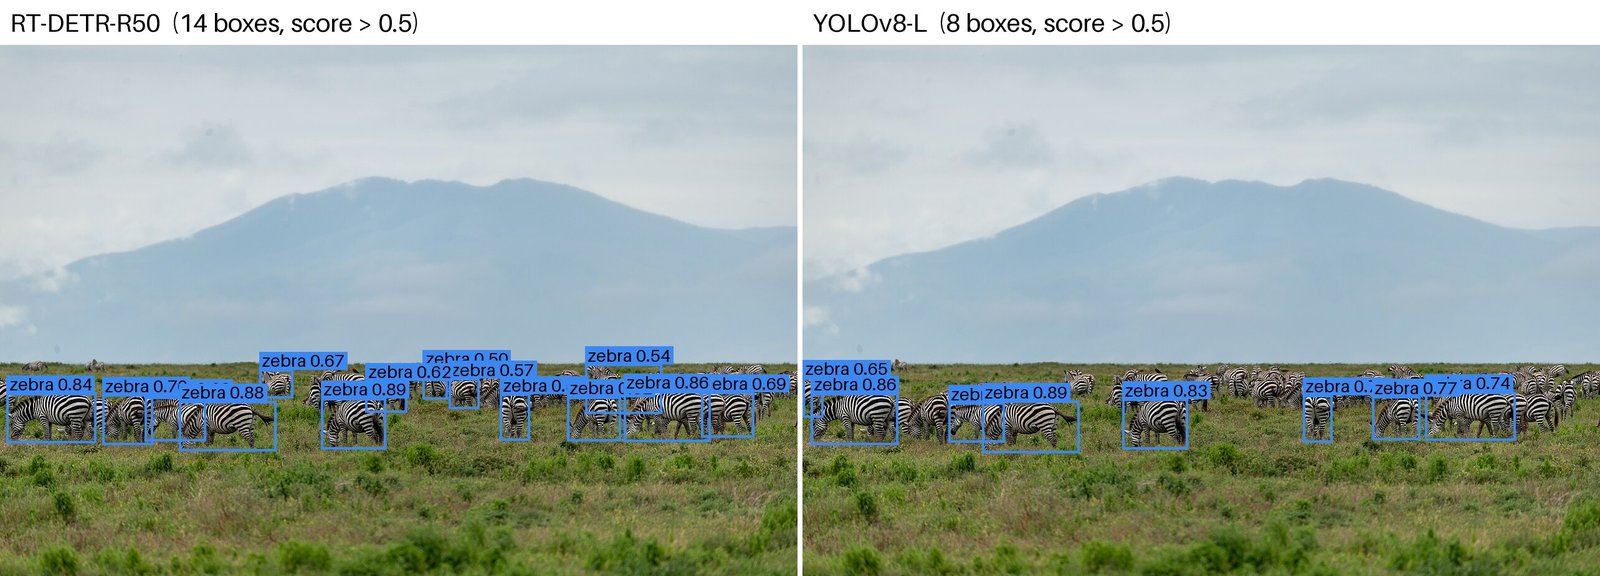 RT-DETR-R50 (14 boxes, score > 0.5)
YOLOv8-L (8 boxes, score > 0.5)
zebra 0.67
zebra 0.50
zebra 0.54
zebra 0.62
zebra 0.57
zebra 0.84
zebra 0.88
zebra 0.89
zebra
zebra
zebra 0.86
ebra 0.69
zebra 0.65
zebra 0.86
zebra 0.89
zebra 0.83
zebra
zebra 0.77
0.74